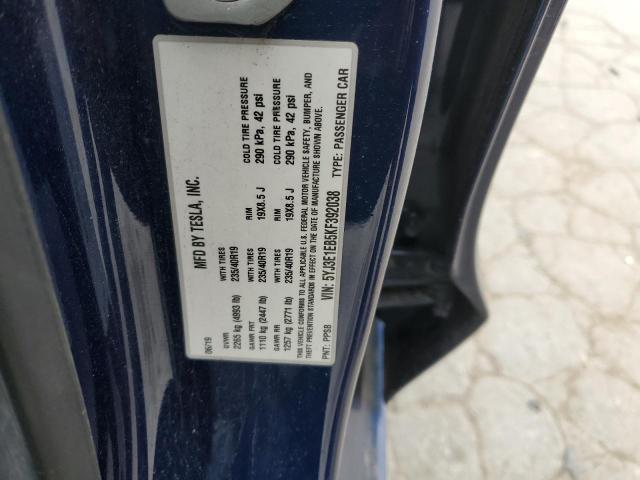 MFD BY TESLA, INC.
06/19
GVWR WITH TIRES RIM COLD TIRE PRESSURE
2265 kg (4993 lb) 235/40R19 19X8.5 J 290 kPa, 42 psi
GAWR FRT WITH TIRES RIM COLD TIRE PRESSURE
1110 kg (2447 lb) 235/40R19 19X8.5 J 290 kPa, 42 psi
GAWR RR WITH TIRES
1257 kg (2771 lb) 235/40R19
THIS VEHICLE CONFORMS TO ALL APPLICABLE U.S. FEDERAL MOTOR VEHICLE SAFETY, BUMPER, AND
THEFT PREVENTION STANDARDS IN EFFECT ON THE DATE OF MANUFACTURE SHOWN ABOVE.
PNT: PPSB VIN: 5YJ3E1EB5KF392038 TYPE: PASSENGER CAR